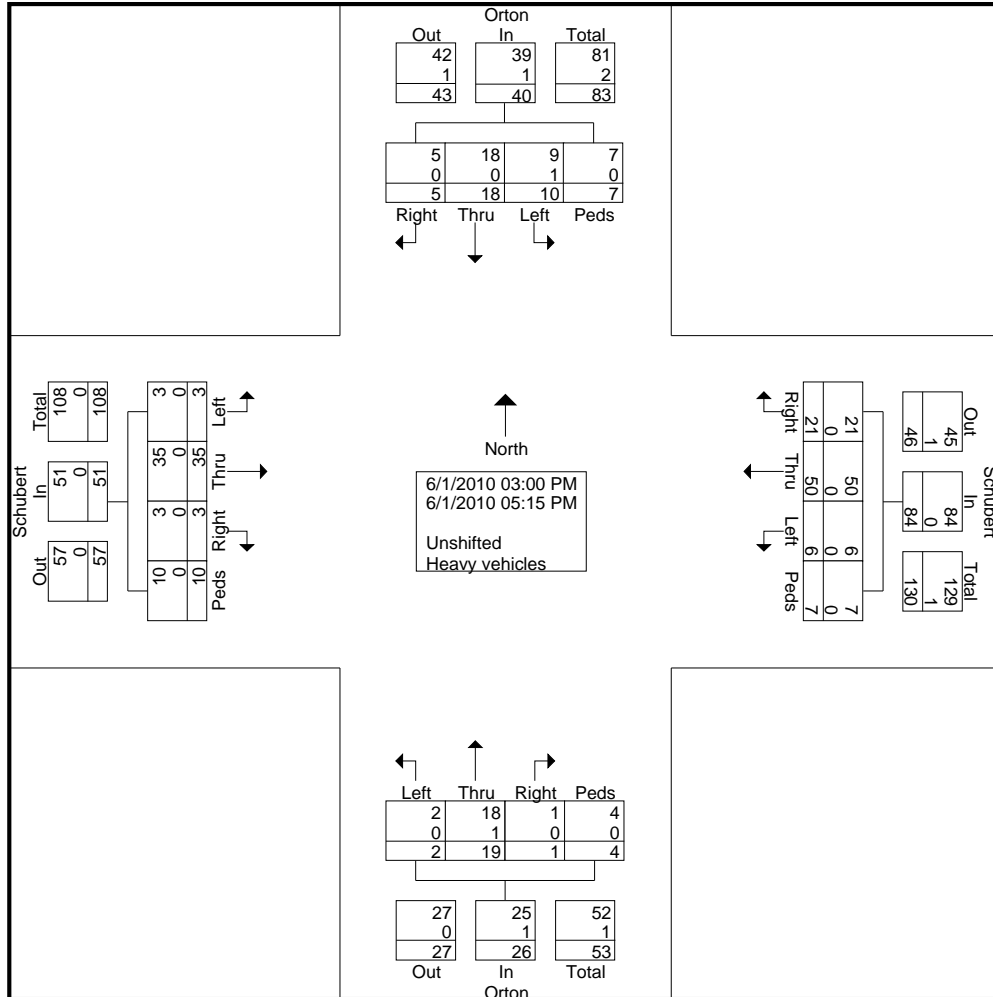 Orton
Out In Total
42 39 81
1 1 2
43 40 83
5 18 9 7
0 0 1 0
5 18 10 7
Right Thru Left Peds
Schubert
Total In Out
108 51 57
0 0 0
108 51 57
3 35 3 10
0 0 0 0
3 35 3 10
Left Thru Right Peds
North
6/1/2010 03:00 PM
6/1/2010 05:15 PM
Unshifted
Heavy vehicles
Schubert
Out In Total
45 84 129
1 0 1
46 84 130
21 50 6 7
0 0 0 0
21 50 6 7
Right Thru Left Peds
Left Thru Right Peds
2 18 1 4
0 1 0 0
2 19 1 4
27 25 52
0 1 1
27 26 53
Out In Total
Orton